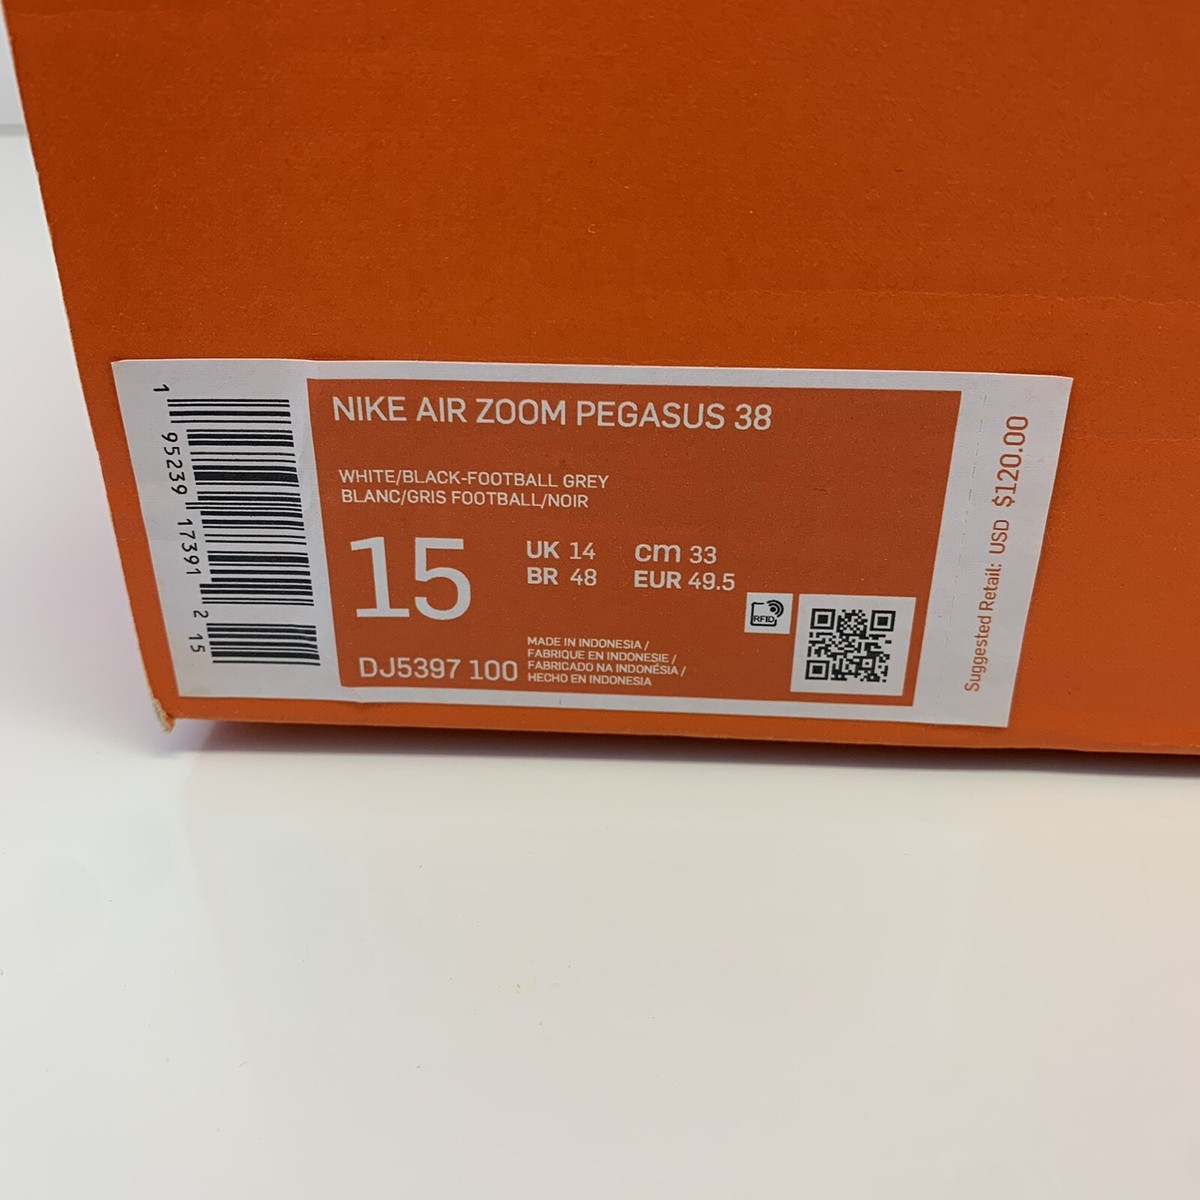 NIKE AIR ZOOM PEGASUS 38
WHITE/BLACK-FOOTBALL GREY
BLANC/GRIS FOOTBALL/NOIR
15
UK 14
cm 33
BR 48
EUR 49.5
RFID
DJ5397 100
MADE IN INDONESIA /
FABRIQUE EN INDONESIE /
FABRICADO NA INDONÉSIA /
HECHO EN INDONESIA
1 95239 17391 2 15
Suggested Retail: USD $120.00